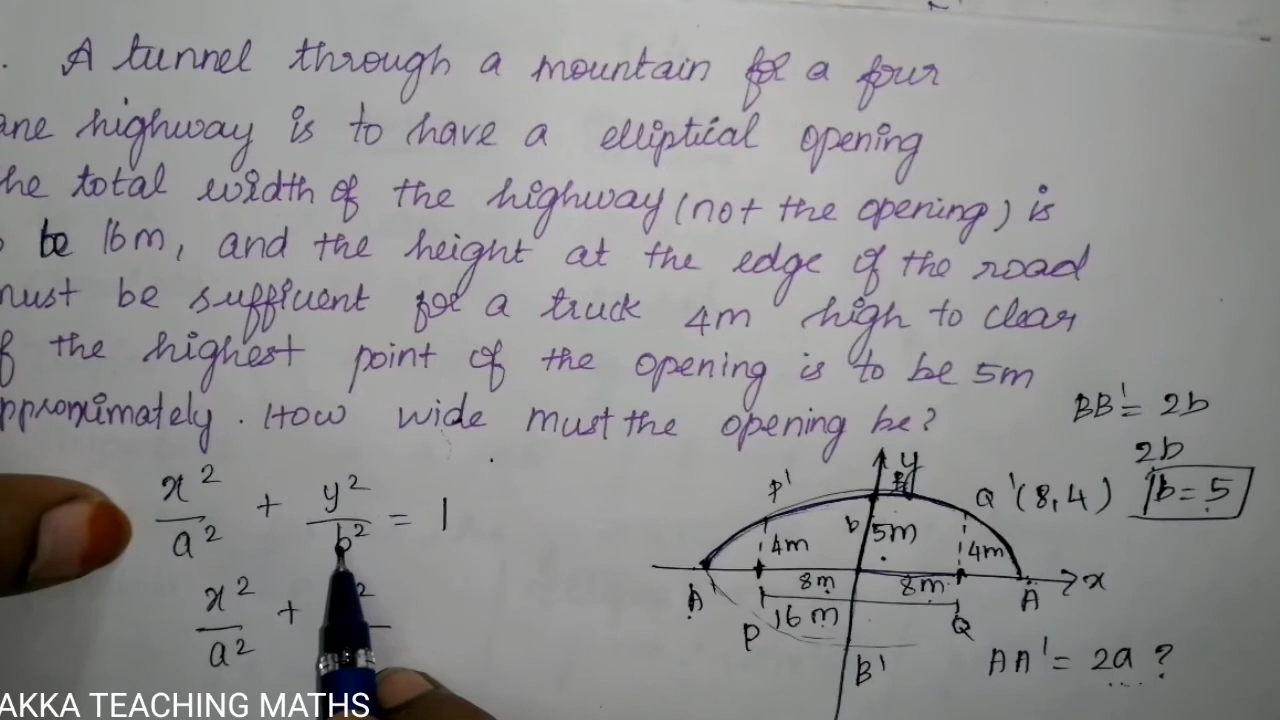 . A tunnel through a mountain for a four
ane highway is to have a elliptical opening
he total width of the highway (not the opening) is
o be 16m, and the height at the edge of the road
must be sufficient for a truck 4m high to clear
f the highest point of the opening is to be 5m
pproximately. How wide must the opening be?
BB' = 2b
2b
b = 5
x²/a² + y²/b² = 1
x²/a² +
y
P'
Q'(8,4)
b
5m
4m
4m
8m
8m
x
A'
A
16m
P
Q
B'
AA' = 2a ?
AKKA TEACHING MATHS